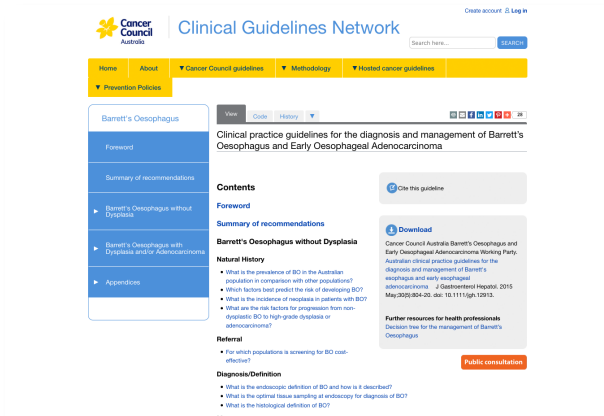 Create account Log in
Cancer
Council
Australia
Clinical Guidelines Network
Search here...
SEARCH
Home
About
▼ Cancer Council guidelines
▼ Methodology
▼ Hosted cancer guidelines
▼ Prevention Policies
Barrett's Oesophagus
Foreword
Summary of recommendations
Barrett's Oesophagus without
Dysplasia
Barrett's Oesophagus with
Dysplasia and/or Adenocarcinoma
Appendices
View
Code
History
28
Clinical practice guidelines for the diagnosis and management of Barrett's
Oesophagus and Early Oesophageal Adenocarcinoma
Contents
Foreword
Summary of recommendations
Barrett's Oesophagus without Dysplasia
Natural History
What is the prevalence of BO in the Australian
population in comparison with other populations?
Which factors best predict the risk of developing BO?
What is the incidence of neoplasia in patients with BO?
What are the risk factors for progression from non-
dysplastic BO to high-grade dysplasia or
adenocarcinoma?
Referral
For which populations is screening for BO cost-
effective?
Diagnosis/Definition
What is the endoscopic definition of BO and how is it described?
What is the optimal tissue sampling at endoscopy for diagnosis of BO?
What is the histological definition of BO?
Cite this guideline
Download
Cancer Council Australia Barrett's Oesophagus and
Early Oesophageal Adenocarcinoma Working Party.
Australian clinical practice guidelines for the
diagnosis and management of Barrett's
esophagus and early esophageal
adenocarcinoma J Gastroenterol Hepatol. 2015
May;30(5):804-20. doi: 10.1111/jgh.12913.
Further resources for health professionals
Decision tree for the management of Barrett's
Oesophagus
Public consultation